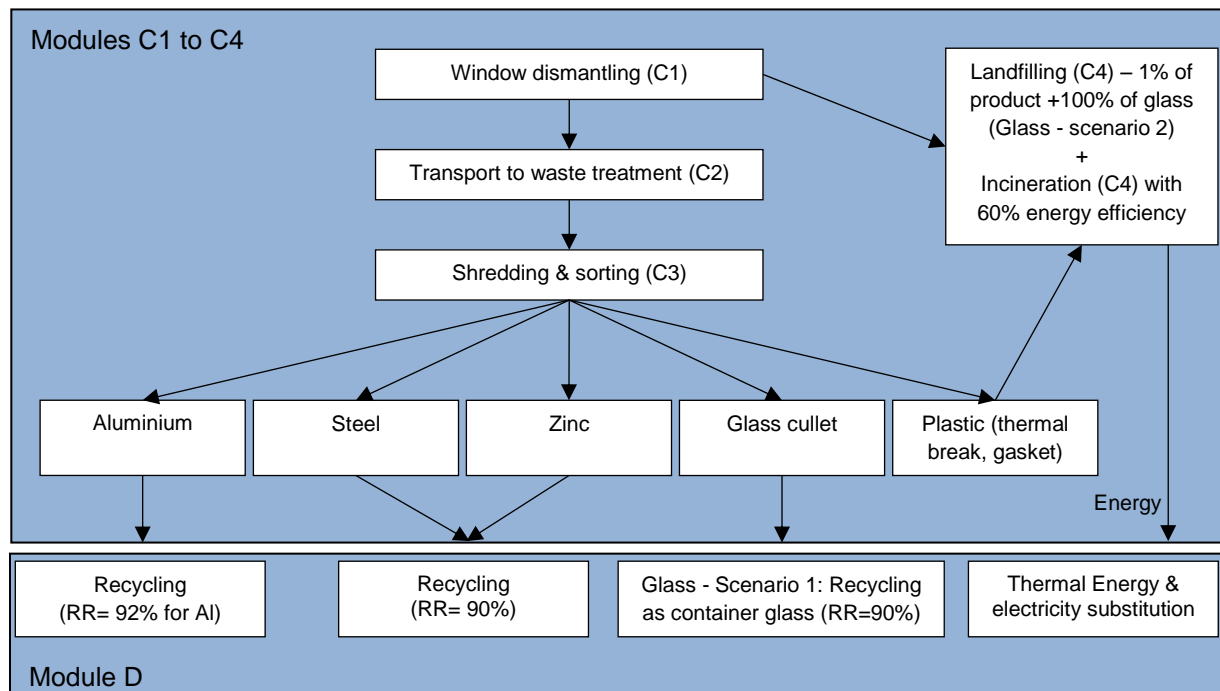 Modules C1 to C4
Window dismantling (C1)
Landfilling (C4) – 1% of
product +100% of glass
(Glass - scenario 2)
+
Incineration (C4) with
60% energy efficiency
Transport to waste treatment (C2)
Shredding & sorting (C3)
Aluminium
Steel
Zinc
Glass cullet
Plastic (thermal
break, gasket)
Energy
Recycling
(RR= 92% for Al)
Recycling
(RR= 90%)
Glass - Scenario 1: Recycling
as container glass (RR=90%)
Thermal Energy &
electricity substitution
Module D